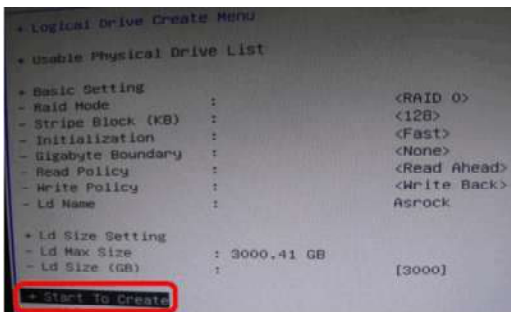 + Logical Drive Create Menu
+ Usable Physical Drive List
+ Basic Setting
- Raid Mode : <RAID 0>
- Stripe Block (KB) : <128>
- Initialization : <Fast>
- Gigabyte Boundary : <None>
- Read Policy : <Read Ahead>
- Write Policy : <Write Back>
- Ld Name : Asrock
+ Ld Size Setting
- Ld Max Size : 3000.41 GB
- Ld Size (GB) : [3000]
+ Start To Create